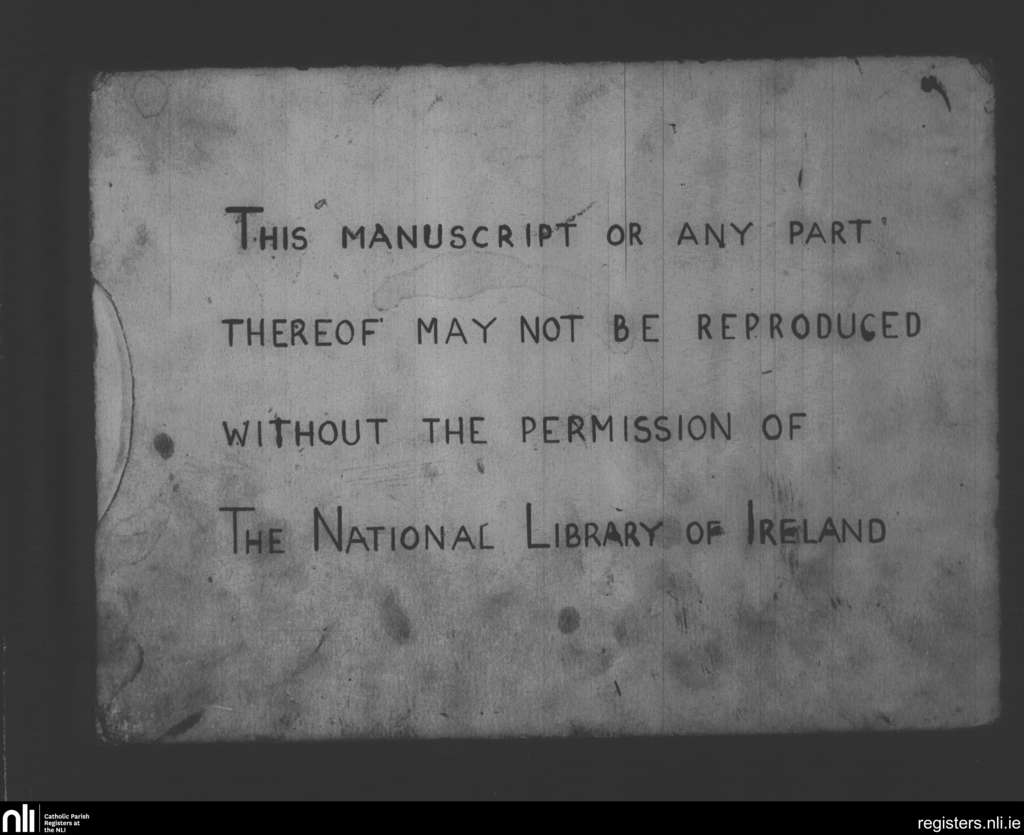 THIS MANUSCRIPT OR ANY PART
THEREOF MAY NOT BE REPRODUCED
WITHOUT THE PERMISSION OF
THE NATIONAL LIBRARY OF IRELAND
nli
Catholic Parish
Registers at
the NLI
registers.nli.ie